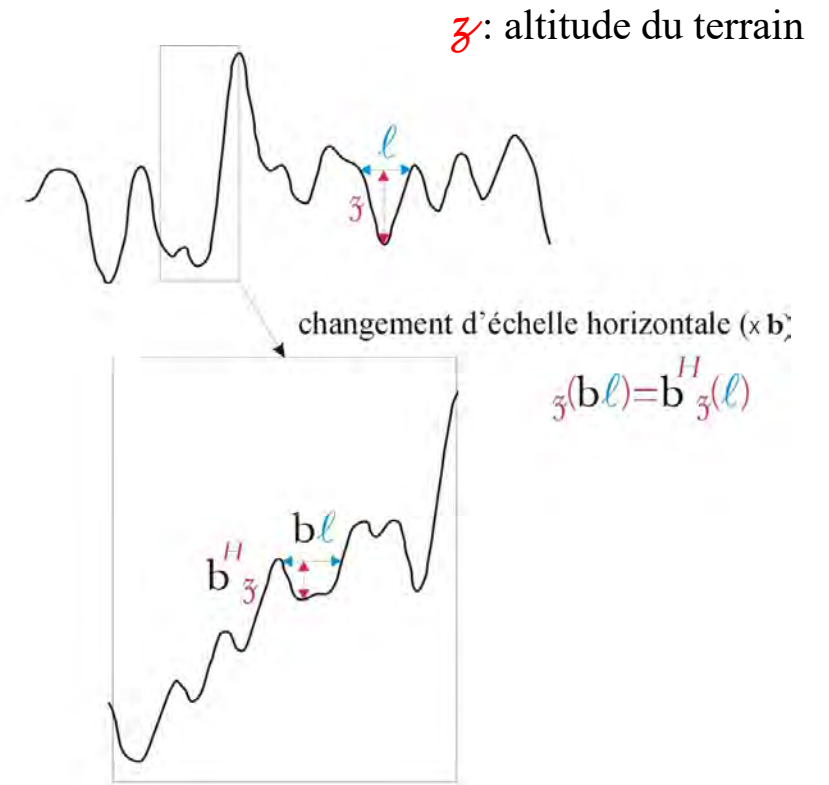 z: altitude du terrain
ℓ
z
changement d'échelle horizontale (x b)
z(bℓ)=b^H z(ℓ)
bℓ
b^H z